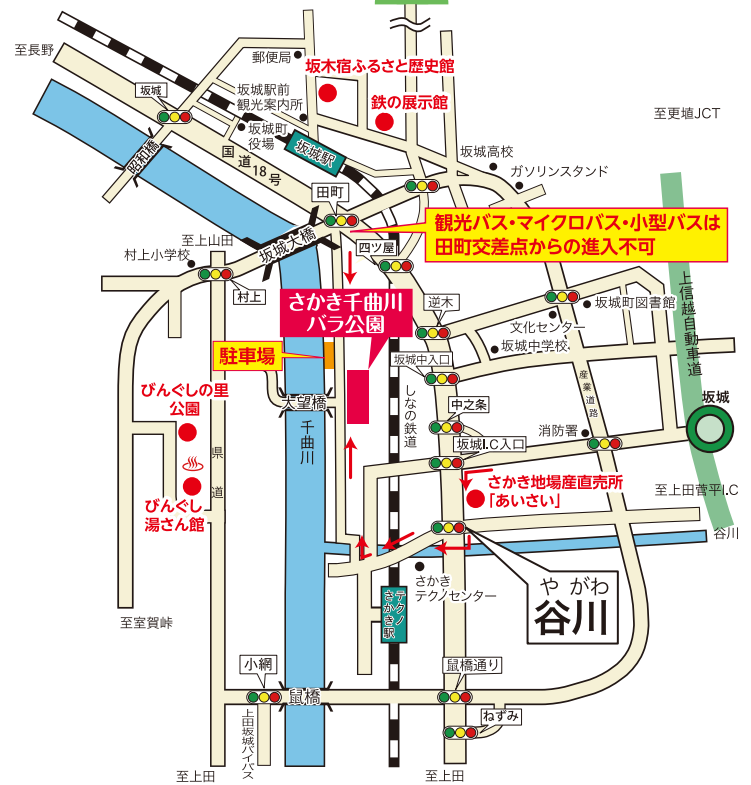 至長野
郵便局
坂木宿ふるさと歴史館
坂城駅前
観光案内所
鉄の展示館
坂城
至更埴JCT
坂城町
役場
昭和橋
国道18号
坂城駅
坂城高校
ガソリンスタンド
田町
観光バス・マイクロバス・小型バスは
田町交差点からの進入不可
至上山田
坂城大橋
四ツ屋
村上小学校
村上
さかき千曲川
バラ公園
逆木
坂城町図書館
文化センター
上信越自動車道
坂城中学校
駐車場
坂城中入口
びんぐしの里
公園
大望橋
しなの鉄道
産業道路
坂城
中之条
千曲川
消防署
坂城I.C入口
県道
びんぐし
湯さん館
さかき地場産直売所
「あいさい」
至上田菅平I.C
谷川
さかき
テクノセンター
やがわ
谷川
テクノ
さかき駅
至室賀峠
小網
鼠橋通り
鼠橋
上田坂城バイパス
ねずみ
至上田
至上田